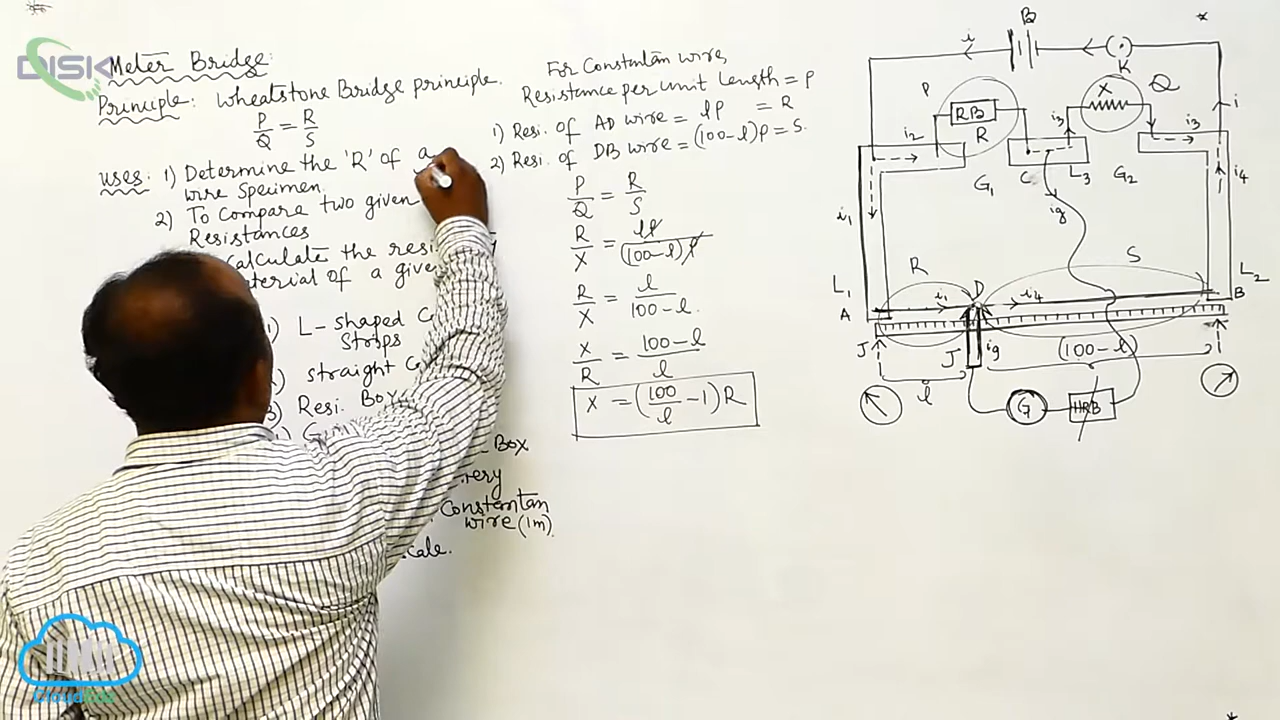 DISK
Meter Bridge:
Principle: Wheatstone Bridge principle.
P/Q = R/S
uses: 1) Determine the 'R' of a
wire specimen.
2) To compare two given
Resistances
calculate the resi
aterial of a give
1) L-shaped C
Strips
straight C
3) Resi. Box
Box
Constantan
wire (1m)
cale.
For Constantan wire,
Resistance per unit Length = ρ
1) Resi. of AD wire = lρ = R
2) Resi. of DB wire = (100-l)ρ = S.
P/Q = R/S
R/X = lρ/(100-l)ρ
R/X = l/100-l.
X/R = 100-l/l
X = (100/l - 1) R
B
i
K
P
RB
R
X
Q
i
i2
i3
i3
G1
C
L3
G2
i4
i1
ig
R
S
L1
L2
D
i1
i4
A
B
J
J
ig
(100-l)
l
G
HRB
CloudEdz